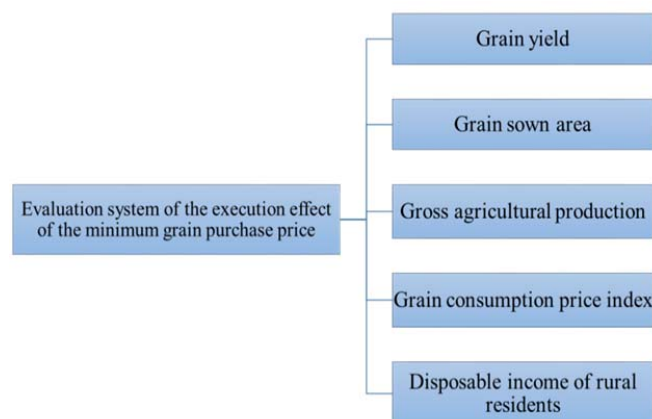 Grain yield
Grain sown area
Evaluation system of the execution effect
of the minimum grain purchase price
Gross agricultural production
Grain consumption price index
Disposable income of rural
residents